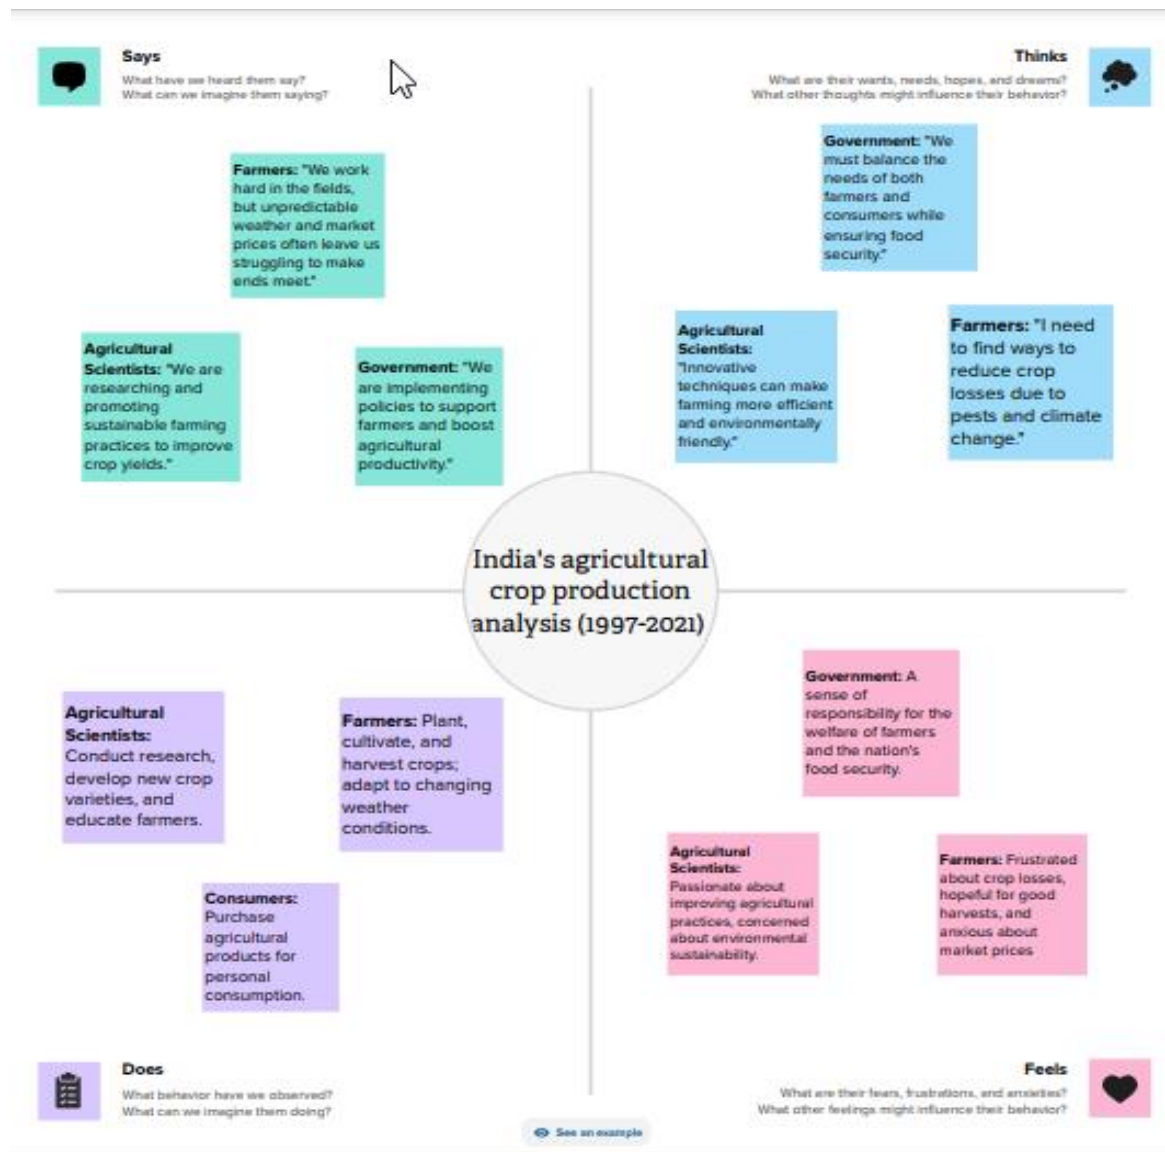 Says
What have we heard them say?
What can we imagine them saying?
Farmers: "We work
hard in the fields,
but unpredictable
weather and market
prices often leave us
struggling to make
ends meet."
Agricultural
Scientists: "We are
researching and
promoting
sustainable farming
practices to improve
crop yields."
Government: "We
are implementing
policies to support
farmers and boost
agricultural
productivity."
Thinks
What are their wants, needs, hopes, and dreams?
What other thoughts might influence their behavior?
Government: "We
must balance the
needs of both
farmers and
consumers while
ensuring food
security."
Agricultural
Scientists:
"Innovative
techniques can make
farming more efficient
and environmentally
friendly."
Farmers: "I need
to find ways to
reduce crop
losses due to
pests and climate
change."
India's agricultural
crop production
analysis (1997-2021)
Agricultural
Scientists:
Conduct research,
develop new crop
varieties, and
educate farmers.
Farmers: Plant,
cultivate, and
harvest crops;
adapt to changing
weather
conditions.
Consumers:
Purchase
agricultural
products for
personal
consumption.
Does
What behavior have we observed?
What can we imagine them doing?
Government: A
sense of
responsibility for the
welfare of farmers
and the nation's
food security.
Agricultural
Scientists:
Passionate about
improving agricultural
practices, concerned
about environmental
sustainability.
Farmers: Frustrated
about crop losses,
hopeful for good
harvests, and
anxious about
market prices
Feels
What are their fears, frustrations, and anxieties?
What other feelings might influence their behavior?
See an example